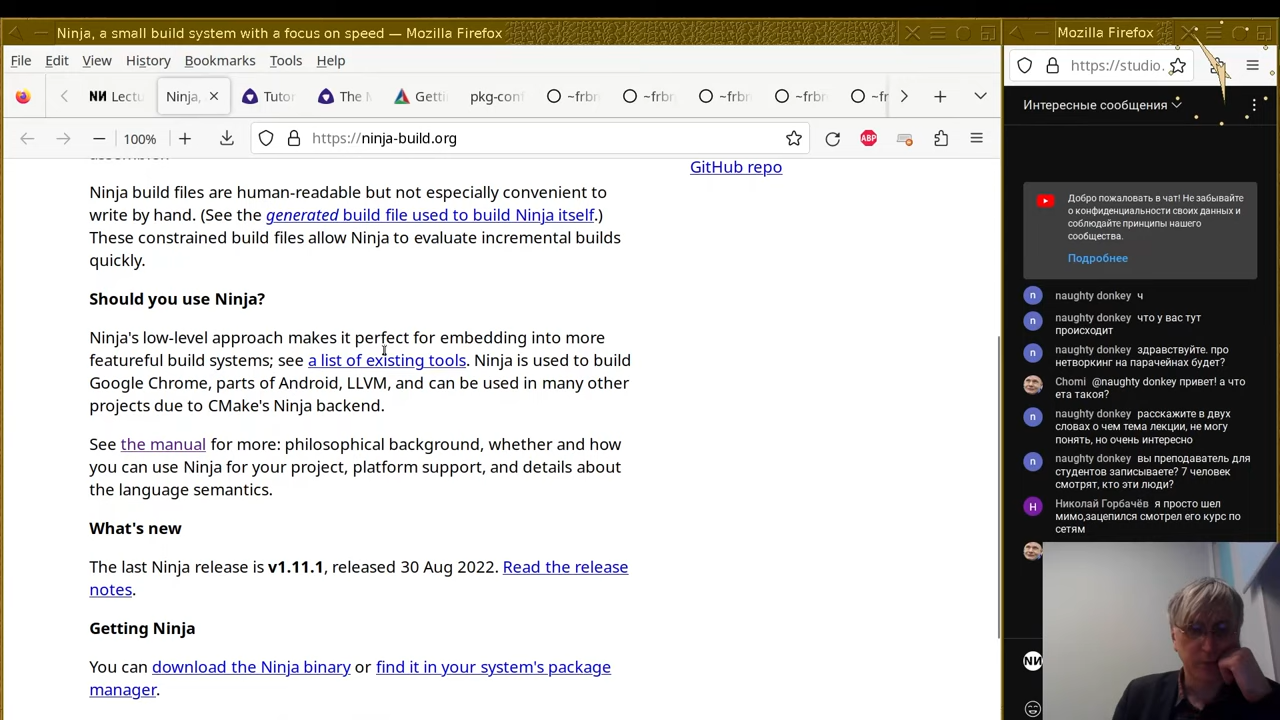 Ninja, a small build system with a focus on speed — Mozilla Firefox
File Edit View History Bookmarks Tools Help
Lectu
Ninja,
Tutor
The N
Getti
pkg-conf
~frbr
~frbr
~frbr
~frbr
~fr
100%
https://ninja-build.org
ABP
Ninja build files are human-readable but not especially convenient to
write by hand. (See the generated build file used to build Ninja itself.)
These constrained build files allow Ninja to evaluate incremental builds
quickly.
Should you use Ninja?
Ninja's low-level approach makes it perfect for embedding into more
featureful build systems; see a list of existing tools. Ninja is used to build
Google Chrome, parts of Android, LLVM, and can be used in many other
projects due to CMake's Ninja backend.
See the manual for more: philosophical background, whether and how
you can use Ninja for your project, platform support, and details about
the language semantics.
What's new
The last Ninja release is v1.11.1, released 30 Aug 2022. Read the release
notes.
Getting Ninja
You can download the Ninja binary or find it in your system's package
manager.
GitHub repo
Mozilla Firefox
https://studio.
Интересные сообщения
Добро пожаловать в чат! Не забывайте
о конфиденциальности своих данных и
соблюдайте принципы нашего
сообщества.
Подробнее
naughty donkey ч
naughty donkey что у вас тут
происходит
naughty donkey здравствуйте. про
нетворкинг на парачейнах будет?
Chomi @naughty donkey привет! а что
ета такоя?
naughty donkey расскажите в двух
словах о чем тема лекции, не могу
понять, но очень интересно
naughty donkey вы преподаватель для
студентов записываете? 7 человек
смотрят, кто эти люди?
Николай Горбачёв я просто шел
мимо,зацепился смотрел его курс по
сетям